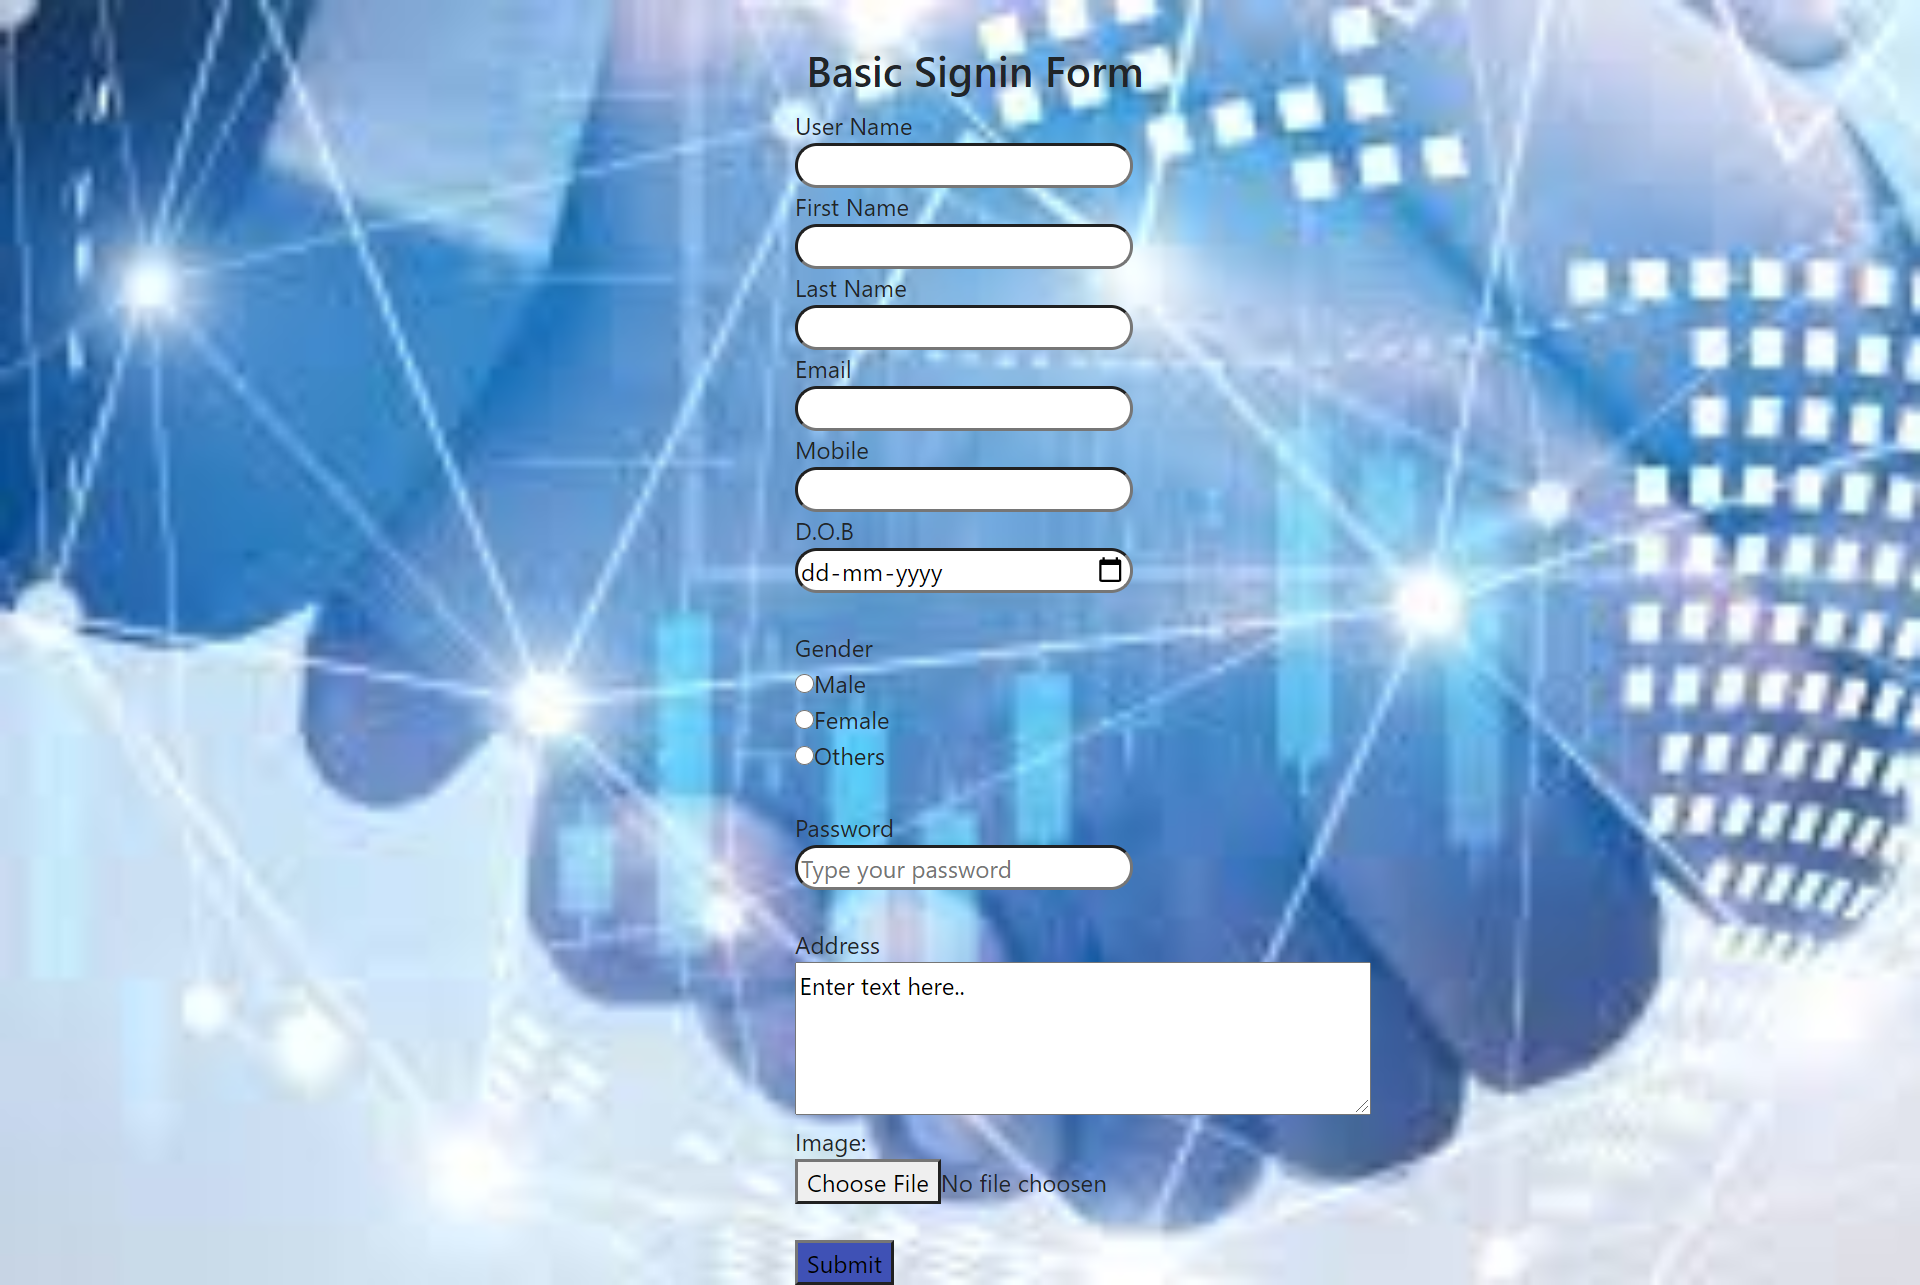 Basic Signin Form
User Name
First Name
Last Name
Email
Mobile
D.O.B
dd-mm-yyyy
Gender
Male
Female
Others
Password
Type your password
Address
Enter text here..
Image:
Choose File No file choosen
Submit